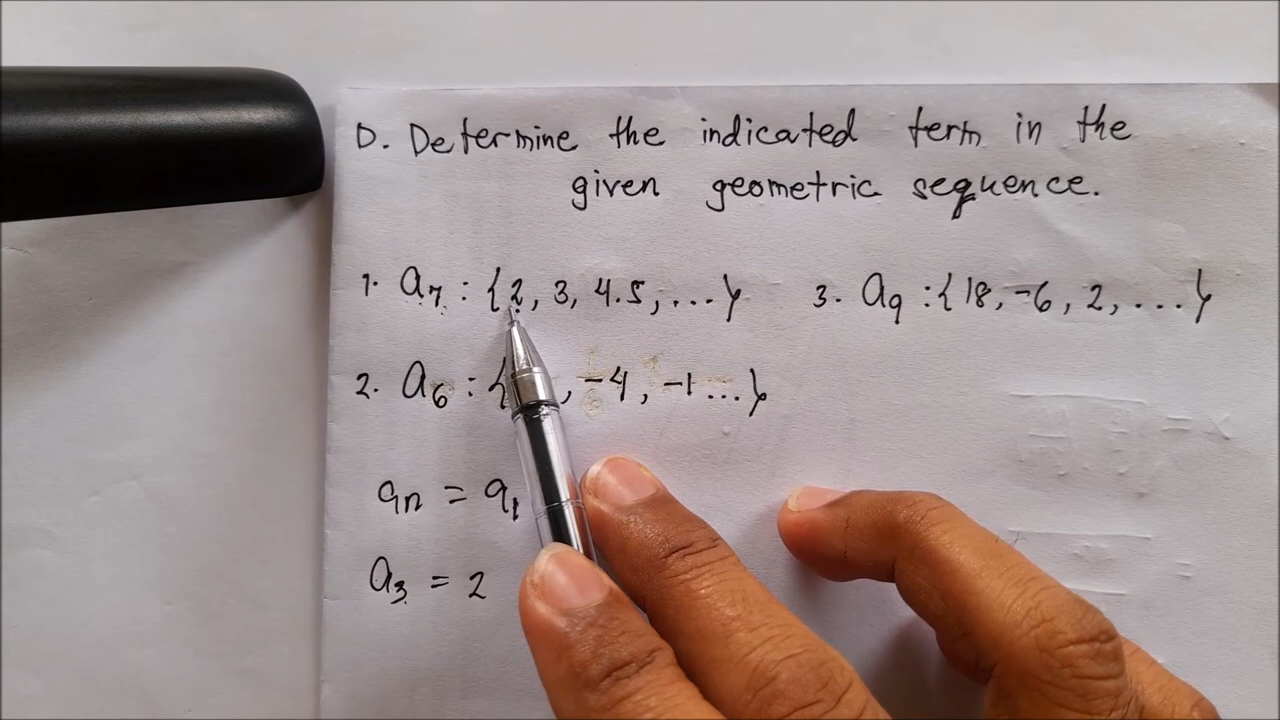 D. Determine the indicated term in the
given geometric sequence.
1. a₇ : {2, 3, 4.5, ...}
3. a₉ : {18, -6, 2, ...}
2. a₆ : { , -4, -1 ...}
an = a₁
a₃ = 2